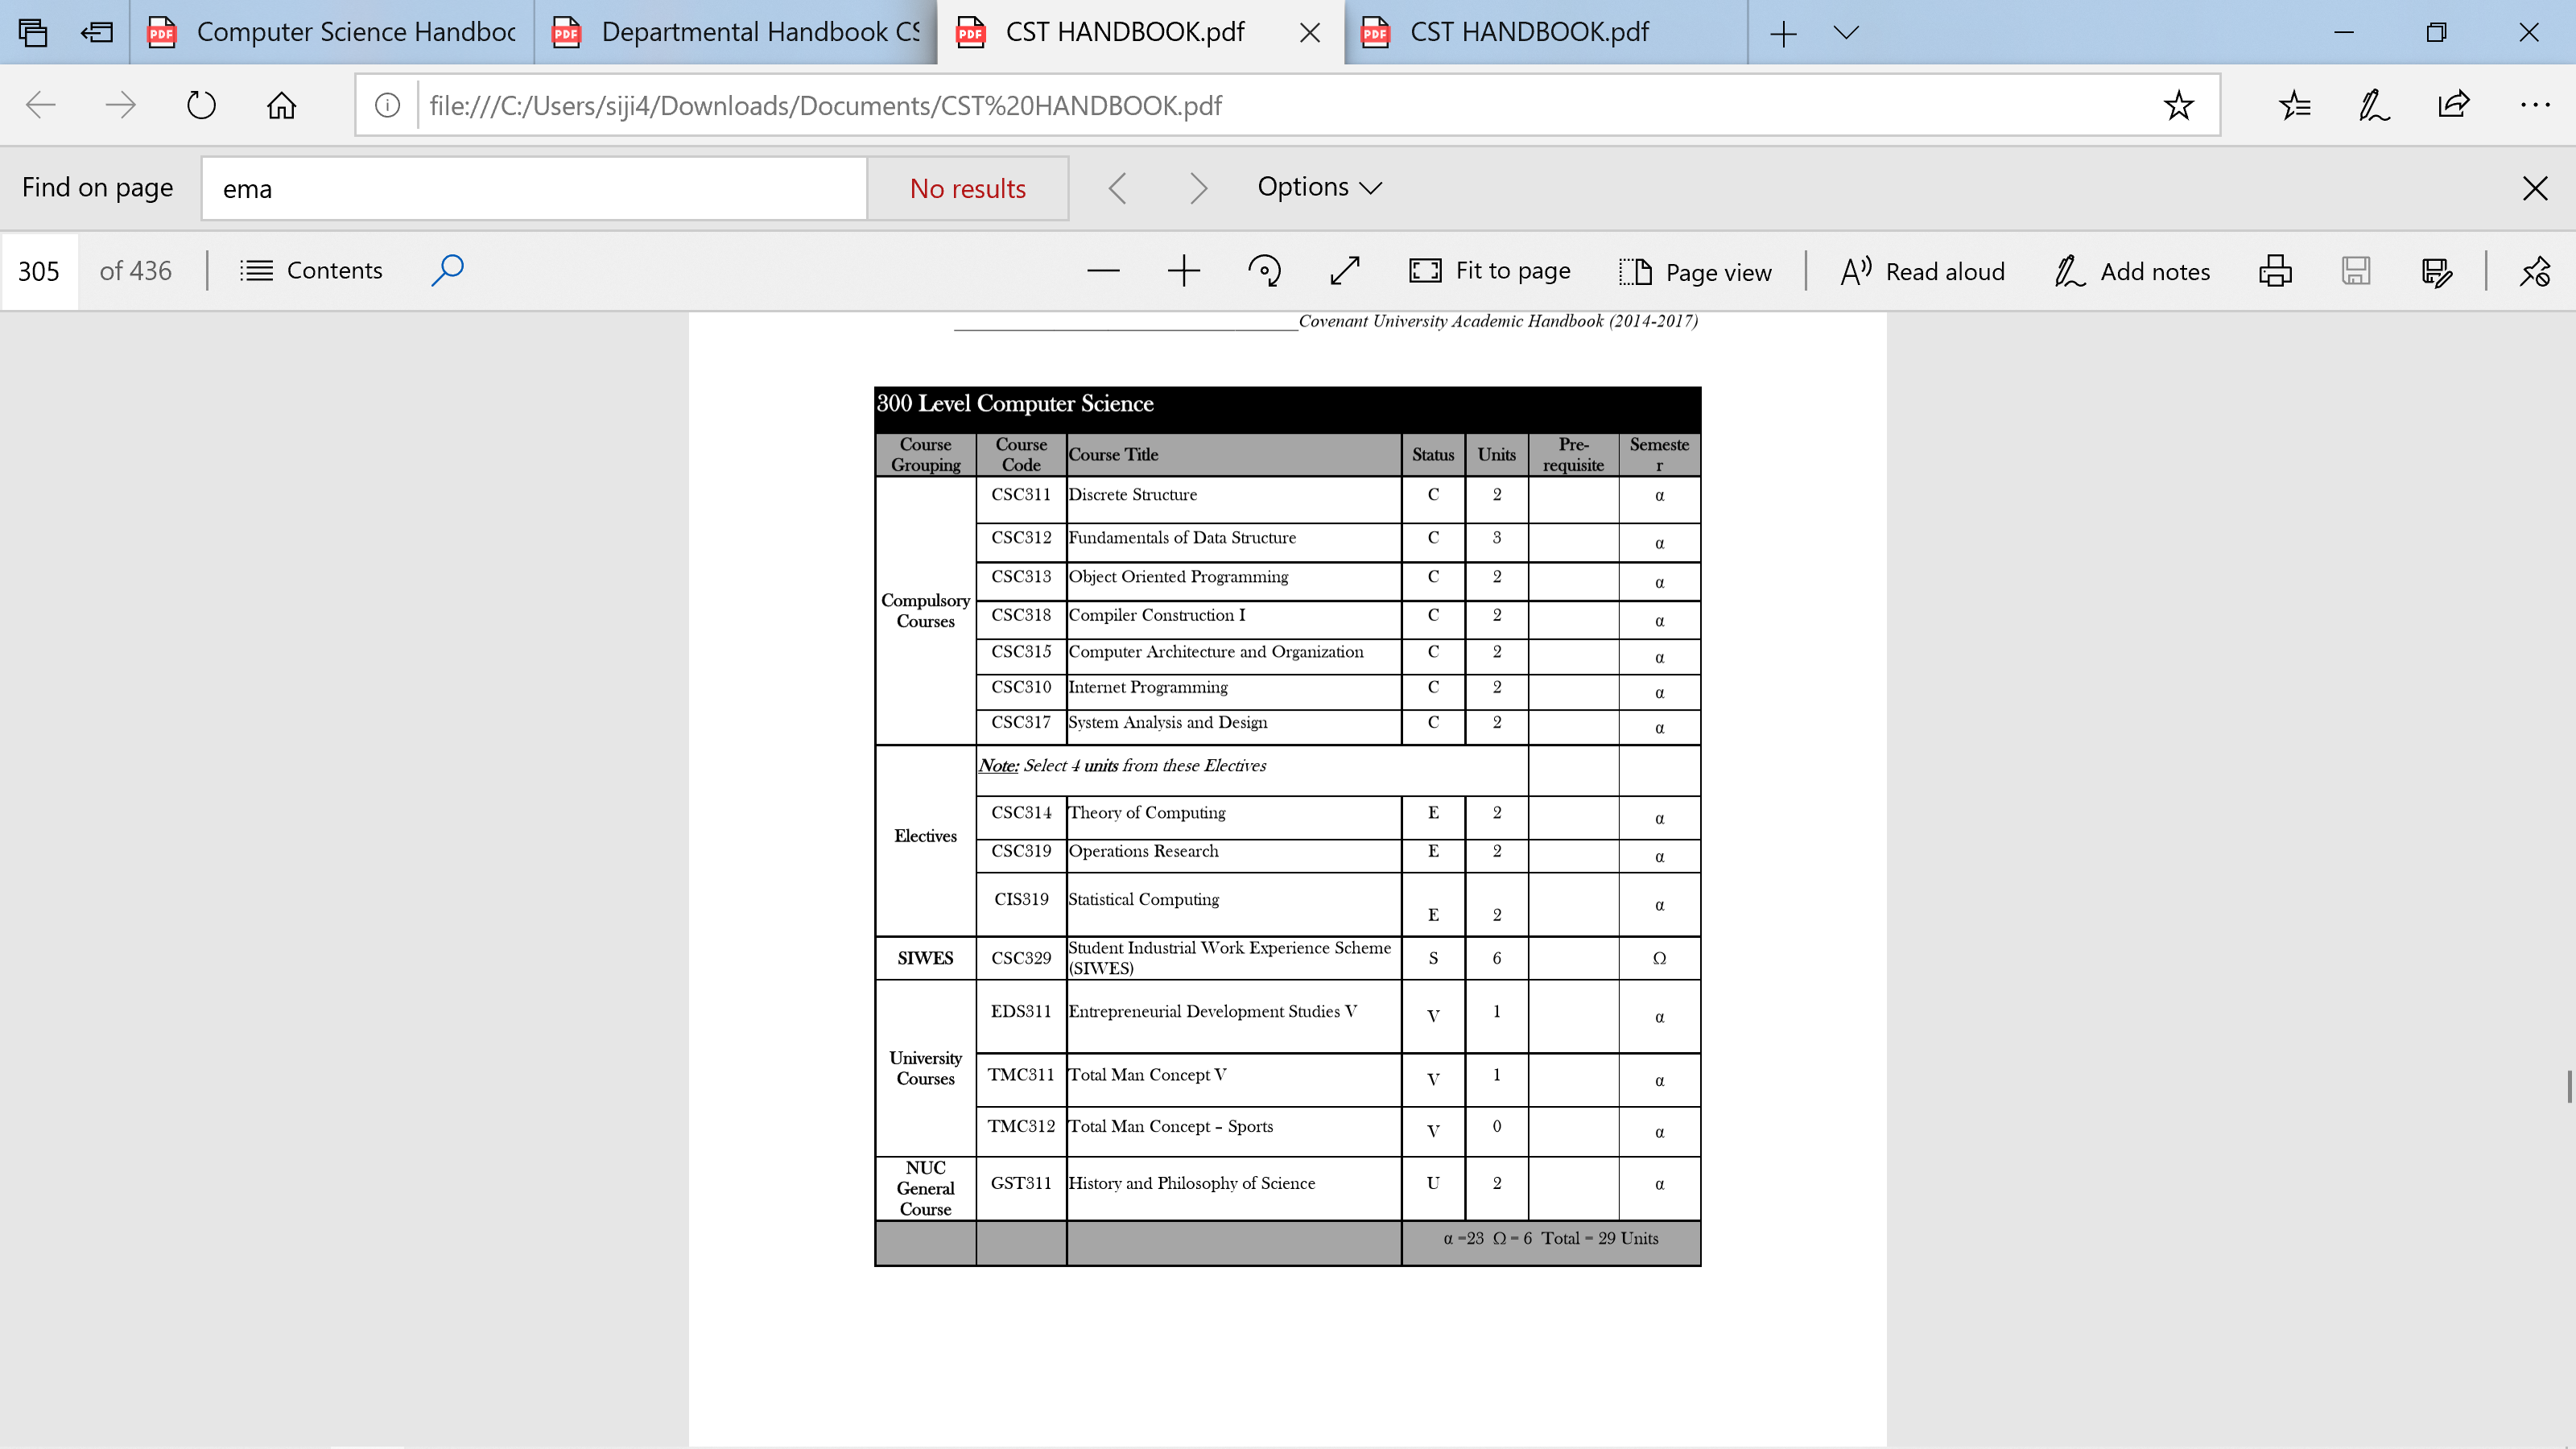 Computer Science Handboo
Departmental Handbook CS
CST HANDBOOK.pdf
CST HANDBOOK.pdf
file:///C:/Users/siji4/Downloads/Documents/CST%20HANDBOOK.pdf
Find on page
ema
No results
Options
305 of 436
Contents
Fit to page
Page view
Read aloud
Add notes
Covenant University Academic Handbook (2014-2017)
300 Level Computer Science
Course Grouping Course Code Course Title Status Units Pre-requisite Semester
Compulsory Courses
CSC311 Discrete Structure C 2 α
CSC312 Fundamentals of Data Structure C 3 α
CSC313 Object Oriented Programming C 2 α
CSC318 Compiler Construction I C 2 α
CSC315 Computer Architecture and Organization C 2 α
CSC310 Internet Programming C 2 α
CSC317 System Analysis and Design C 2 α
Electives
Note: Select 4 units from these Electives
CSC314 Theory of Computing E 2 α
CSC319 Operations Research E 2 α
CIS319 Statistical Computing E 2 α
SIWES CSC329 Student Industrial Work Experience Scheme (SIWES) S 6 Ω
University Courses
EDS311 Entrepreneurial Development Studies V V 1 α
TMC311 Total Man Concept V V 1 α
TMC312 Total Man Concept – Sports V 0 α
NUC General Course GST311 History and Philosophy of Science U 2 α
α =23 Ω = 6 Total = 29 Units